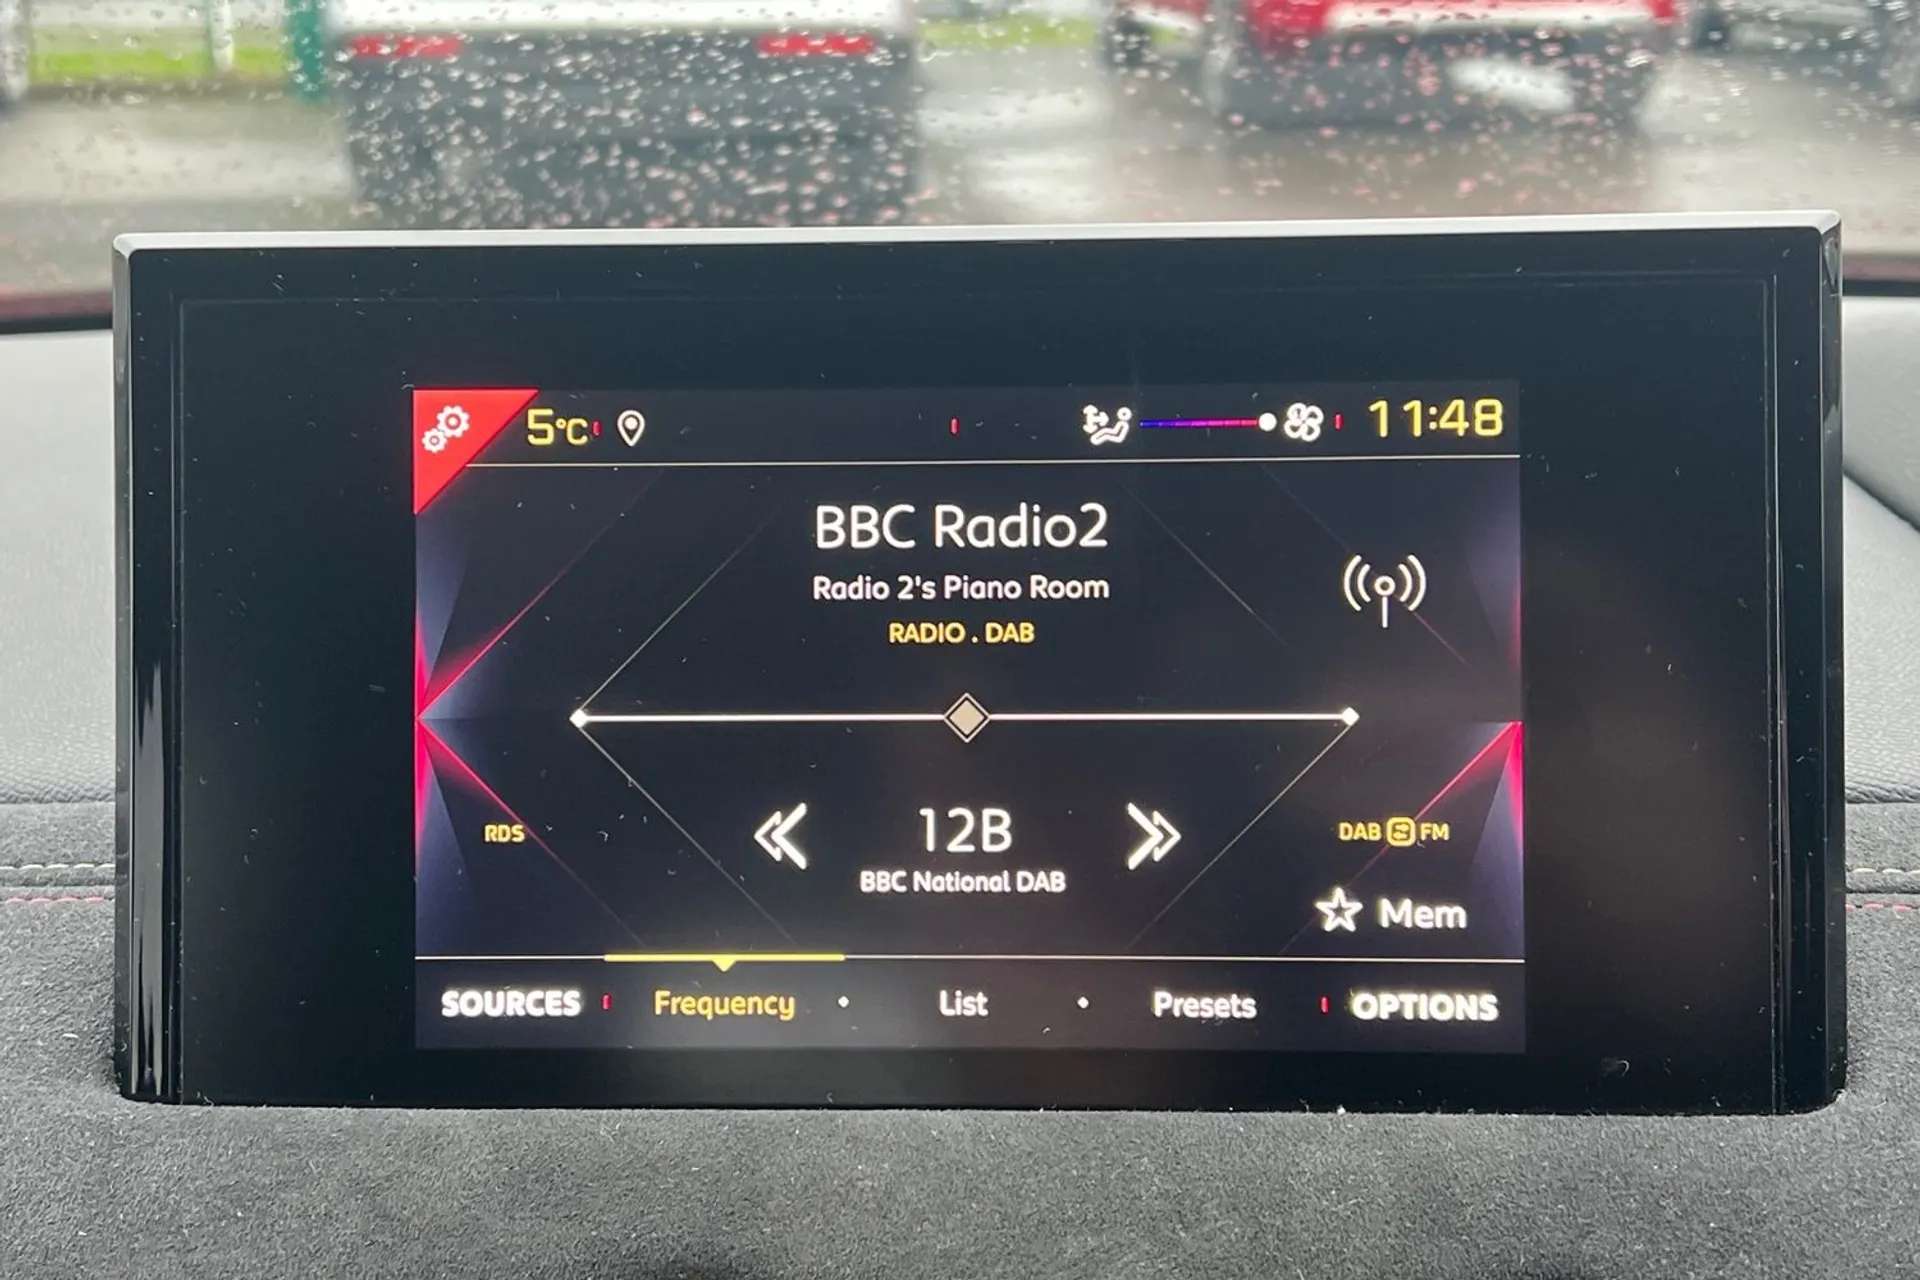 5°C 11:48
BBC Radio2
Radio 2's Piano Room
RADIO . DAB
RDS 12B DAB FM
BBC National DAB
Mem
SOURCES Frequency List Presets OPTIONS